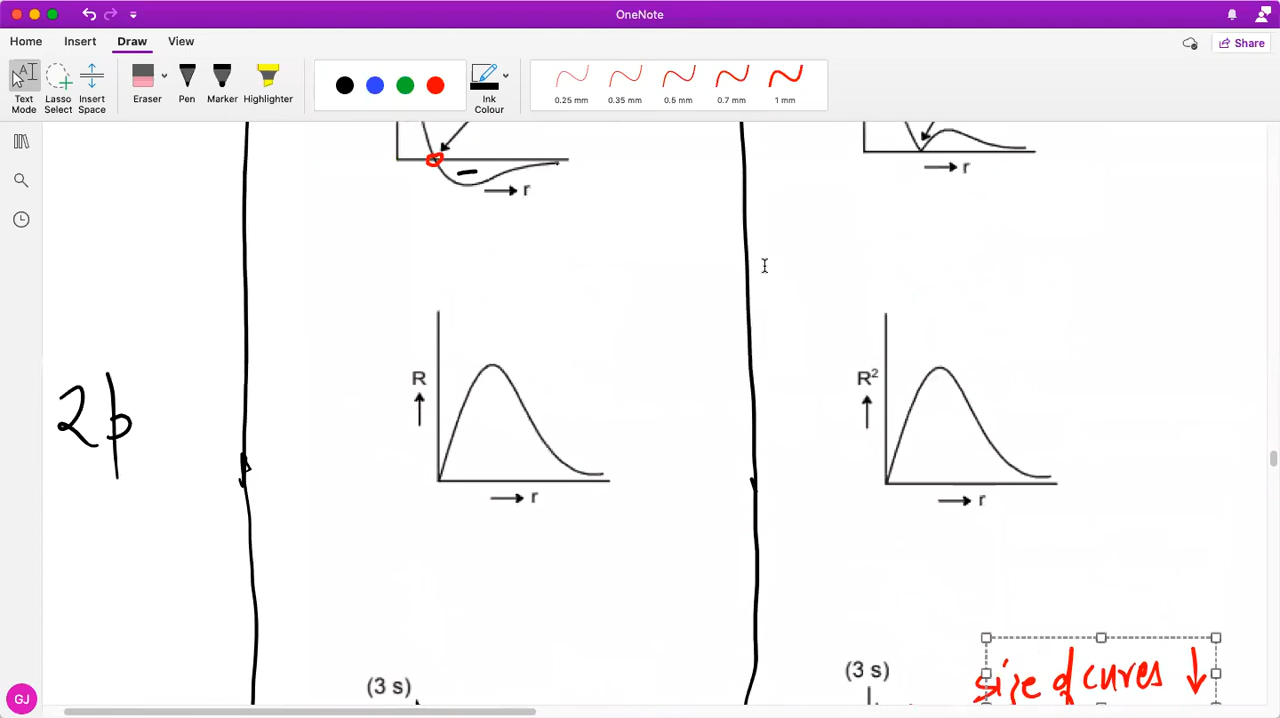 OneNote
Home Insert Draw View
Share
Text Mode
Lasso Select
Insert Space
Eraser
Pen
Marker
Highlighter
Ink Colour
0.25 mm 0.35 mm 0.5 mm 0.7 mm 1 mm
r
r
2p
R
r
R²
r
(3 s)
(3 s)
size of cures ↓
GJ